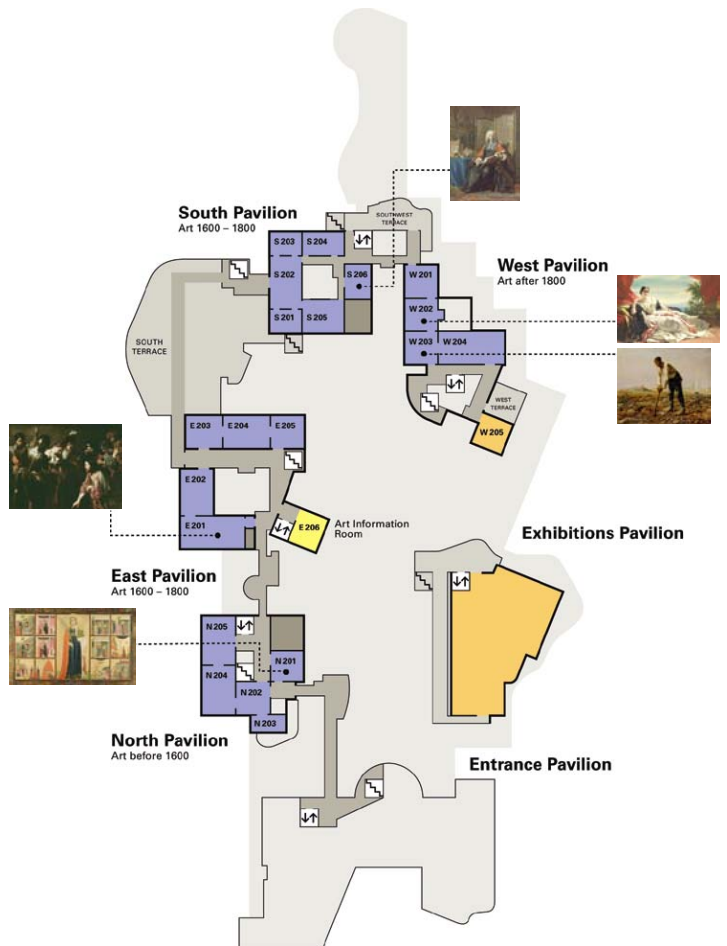 South Pavilion
Art 1600 – 1800
SOUTHWEST
TERRACE
S 203
S 204
S 202
S 206
S 201
S 205
W 201
West Pavilion
Art after 1800
W 202
W 203
W 204
SOUTH
TERRACE
WEST
TERRACE
W 205
E 203
E 204
E 205
E 202
E 201
E 206
Art Information
Room
Exhibitions Pavilion
East Pavilion
Art 1600 – 1800
N 205
N 201
N 204
N 202
N 203
North Pavilion
Art before 1600
Entrance Pavilion